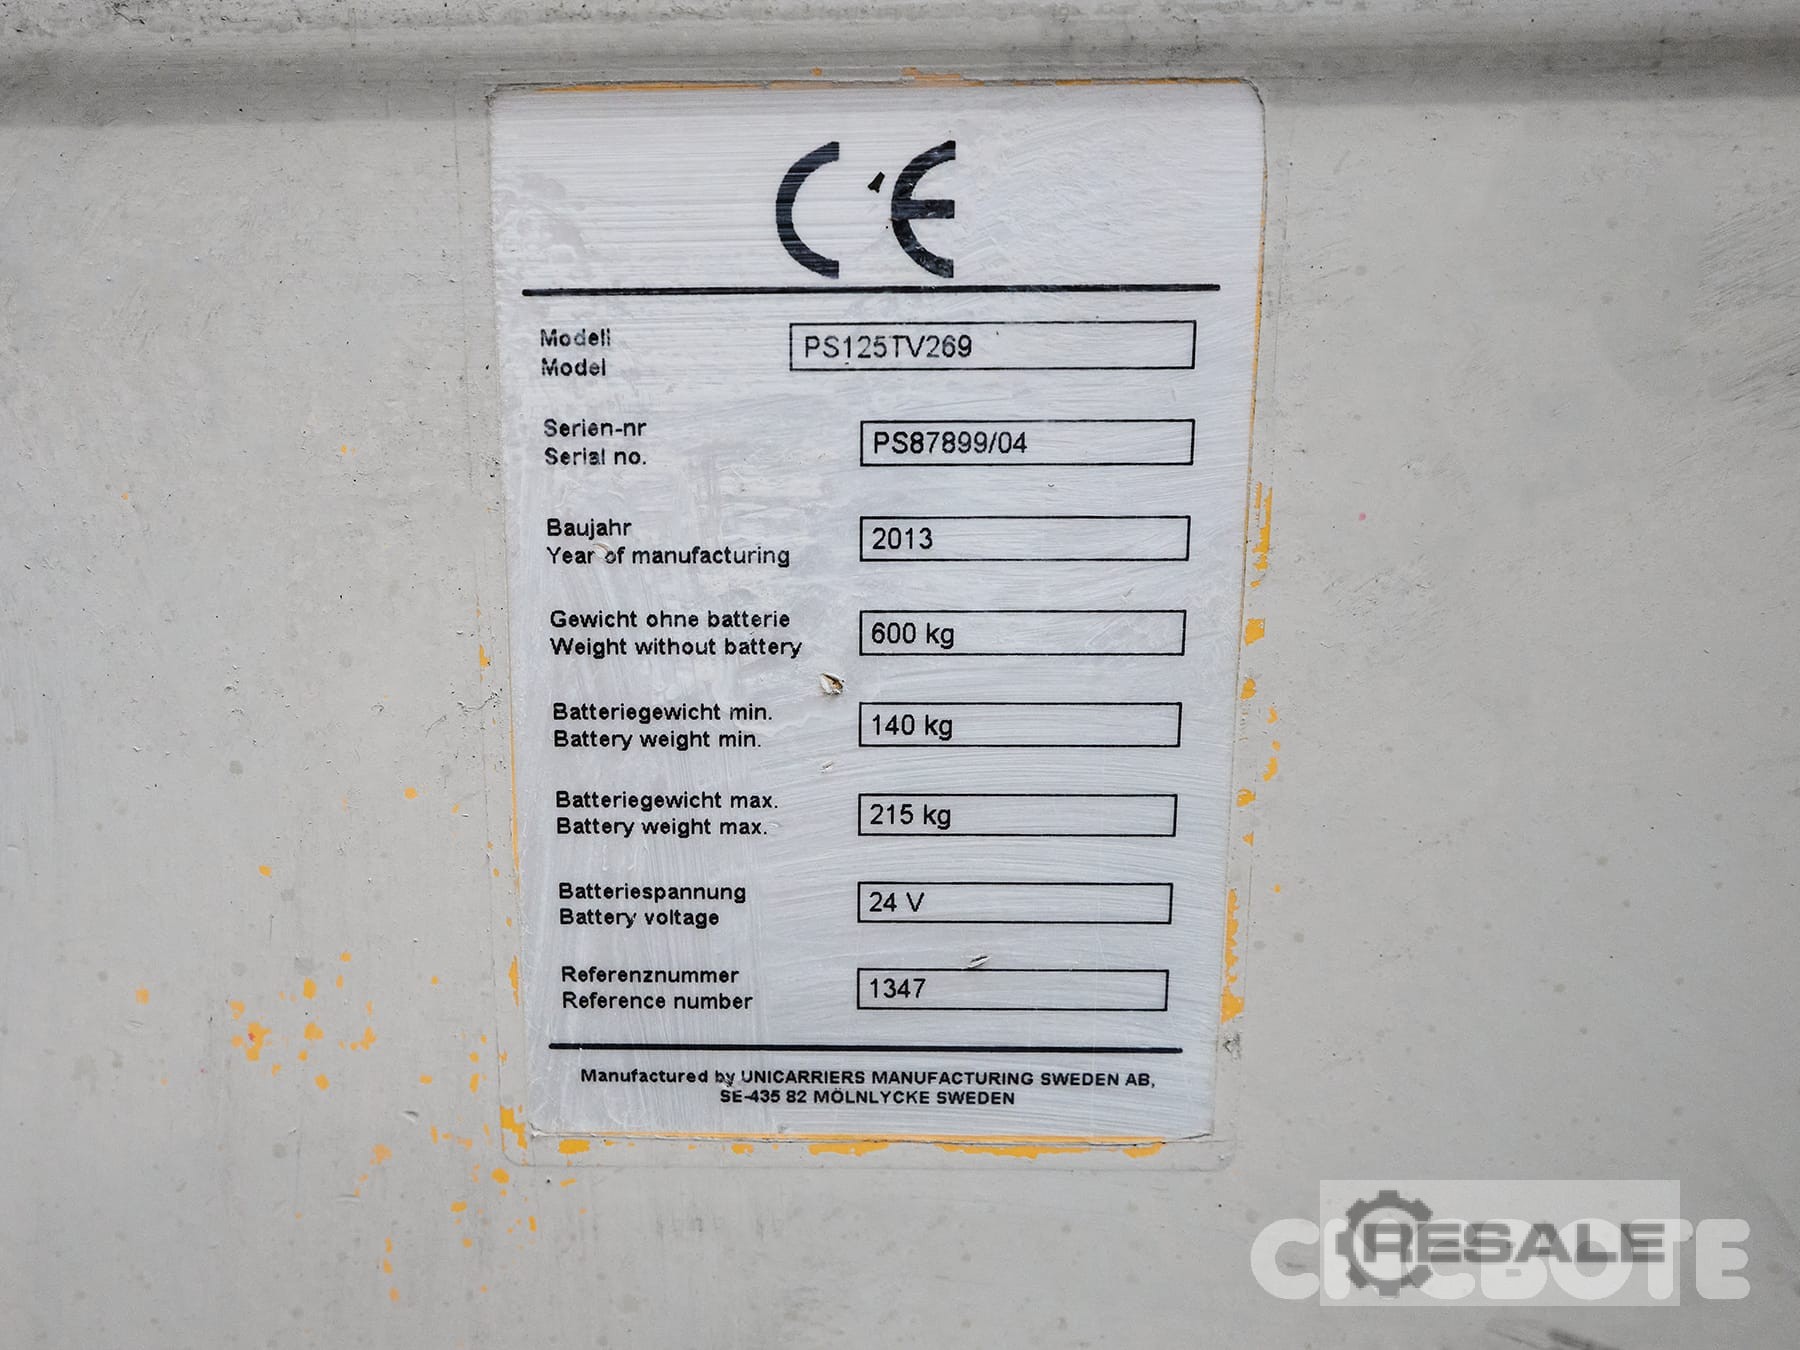 CE
Modell
Model
PS125TV269
Serien-nr
Serial no.
PS87899/04
Baujahr
Year of manufacturing
2013
Gewicht ohne batterie
Weight without battery
600 kg
Batteriegewicht min.
Battery weight min.
140 kg
Batteriegewicht max.
Battery weight max.
215 kg
Batteriespannung
Battery voltage
24 V
Referenznummer
Reference number
1347
Manufactured by UNICARRIERS MANUFACTURING SWEDEN AB,
SE-435 82 MÖLNLYCKE SWEDEN
RESALE